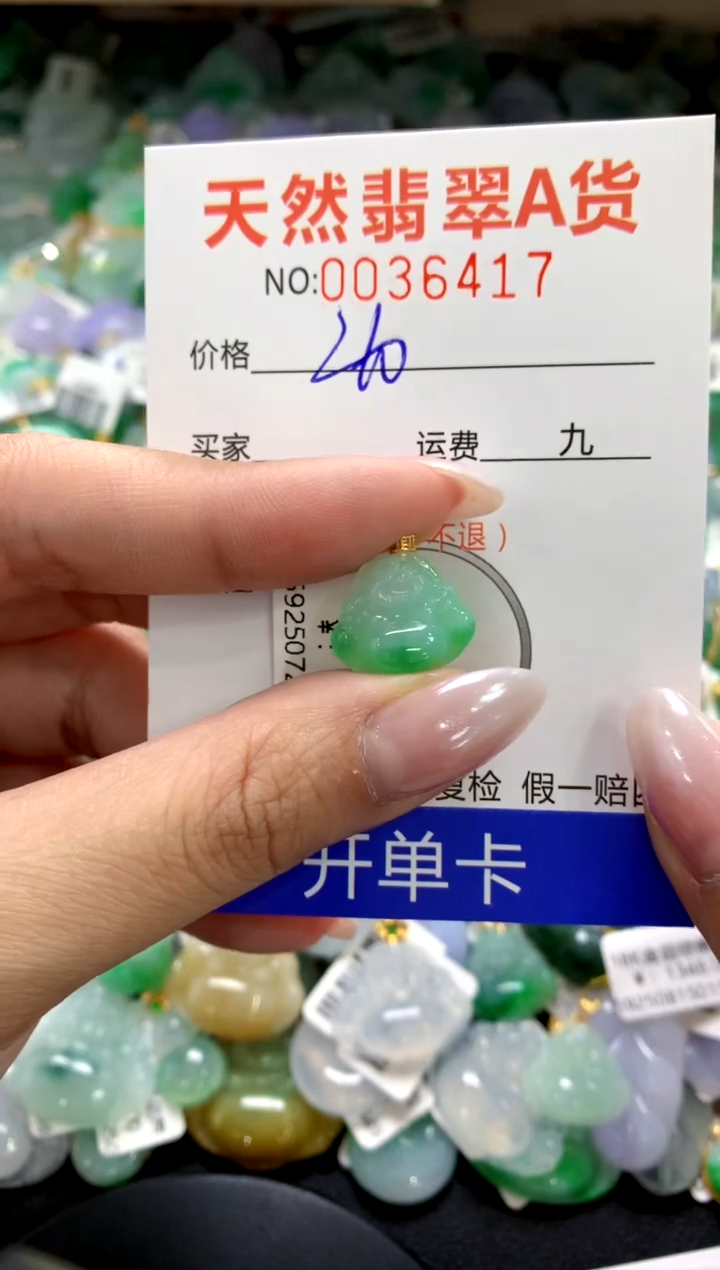 天然翡翠A货
NO:0036417
价格
买家 运费 九
不退）
复检 假一赔
开单卡